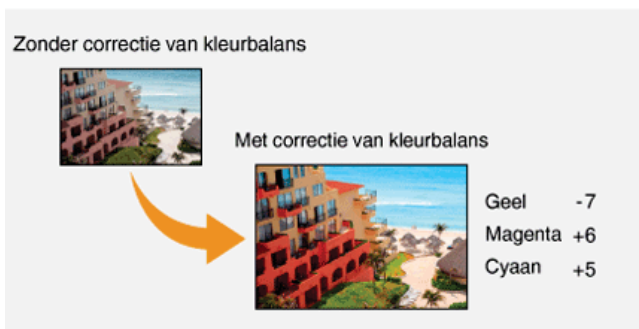 Zonder correctie van kleurbalans
Met correctie van kleurbalans
Geel -7
Magenta +6
Cyaan +5